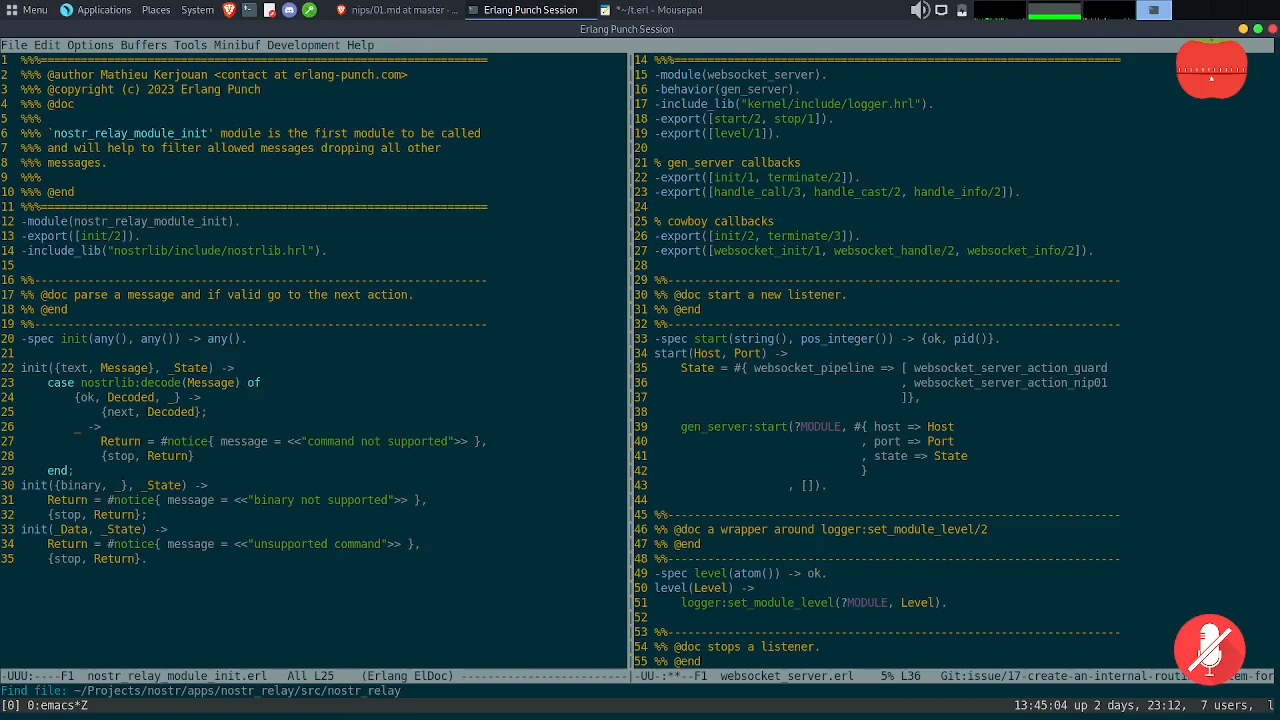 Menu Applications Places System nips/01.md at master - ... Erlang Punch Session *~/t.erl - Mousepad
Erlang Punch Session
File Edit Options Buffers Tools Minibuf Development Help
1 %%%===================================================================
2 %%% @author Mathieu Kerjouan <contact at erlang-punch.com>
3 %%% @copyright (c) 2023 Erlang Punch
4 %%% @doc
5 %%%
6 %%% `nostr_relay_module_init' module is the first module to be called
7 %%% and will help to filter allowed messages dropping all other
8 %%% messages.
9 %%%
10 %%% @end
11 %%%===================================================================
12 -module(nostr_relay_module_init).
13 -export([init/2]).
14 -include_lib("nostrlib/include/nostrlib.hrl").
15
16 %%--------------------------------------------------------------------
17 %% @doc parse a message and if valid go to the next action.
18 %% @end
19 %%--------------------------------------------------------------------
20 -spec init(any(), any()) -> any().
21
22 init({text, Message}, _State) ->
23     case nostrlib:decode(Message) of
24         {ok, Decoded, _} ->
25             {next, Decoded};
26         _ ->
27             Return = #notice{ message = <<"command not supported">> },
28             {stop, Return}
29     end;
30 init({binary, _}, _State) ->
31     Return = #notice{ message = <<"binary not supported">> },
32     {stop, Return};
33 init(_Data, _State) ->
34     Return = #notice{ message = <<"unsupported command">> },
35     {stop, Return}.
14 %%%===================================================================
15 -module(websocket_server).
16 -behavior(gen_server).
17 -include_lib("kernel/include/logger.hrl").
18 -export([start/2, stop/1]).
19 -export([level/1]).
20
21 % gen_server callbacks
22 -export([init/1, terminate/2]).
23 -export([handle_call/3, handle_cast/2, handle_info/2]).
24
25 % cowboy callbacks
26 -export([init/2, terminate/3]).
27 -export([websocket_init/1, websocket_handle/2, websocket_info/2]).
28
29 %%--------------------------------------------------------------------
30 %% @doc start a new listener.
31 %% @end
32 %%--------------------------------------------------------------------
33 -spec start(string(), pos_integer()) -> {ok, pid()}.
34 start(Host, Port) ->
35     State = #{ websocket_pipeline => [ websocket_server_action_guard
36                                      , websocket_server_action_nip01
37                                      ]},
38
39     gen_server:start(?MODULE, #{ host => Host
40                                , port => Port
41                                , state => State
42                                }
43                     , []).
44
45 %%--------------------------------------------------------------------
46 %% @doc a wrapper around logger:set_module_level/2
47 %% @end
48 %%--------------------------------------------------------------------
49 -spec level(atom()) -> ok.
50 level(Level) ->
51     logger:set_module_level(?MODULE, Level).
52
53 %%--------------------------------------------------------------------
54 %% @doc stops a listener.
55 %% @end
-UUU:----F1 nostr_relay_module_init.erl All L25 (Erlang ElDoc) -------------------------
-UU-:**--F1 websocket_server.erl 5% L36 Git:issue/17-create-an-internal-routi
Find file: ~/Projects/nostr/apps/nostr_relay/src/nostr_relay
[0] 0:emacs*Z 13:45:04 up 2 days, 23:12, 7 users, l